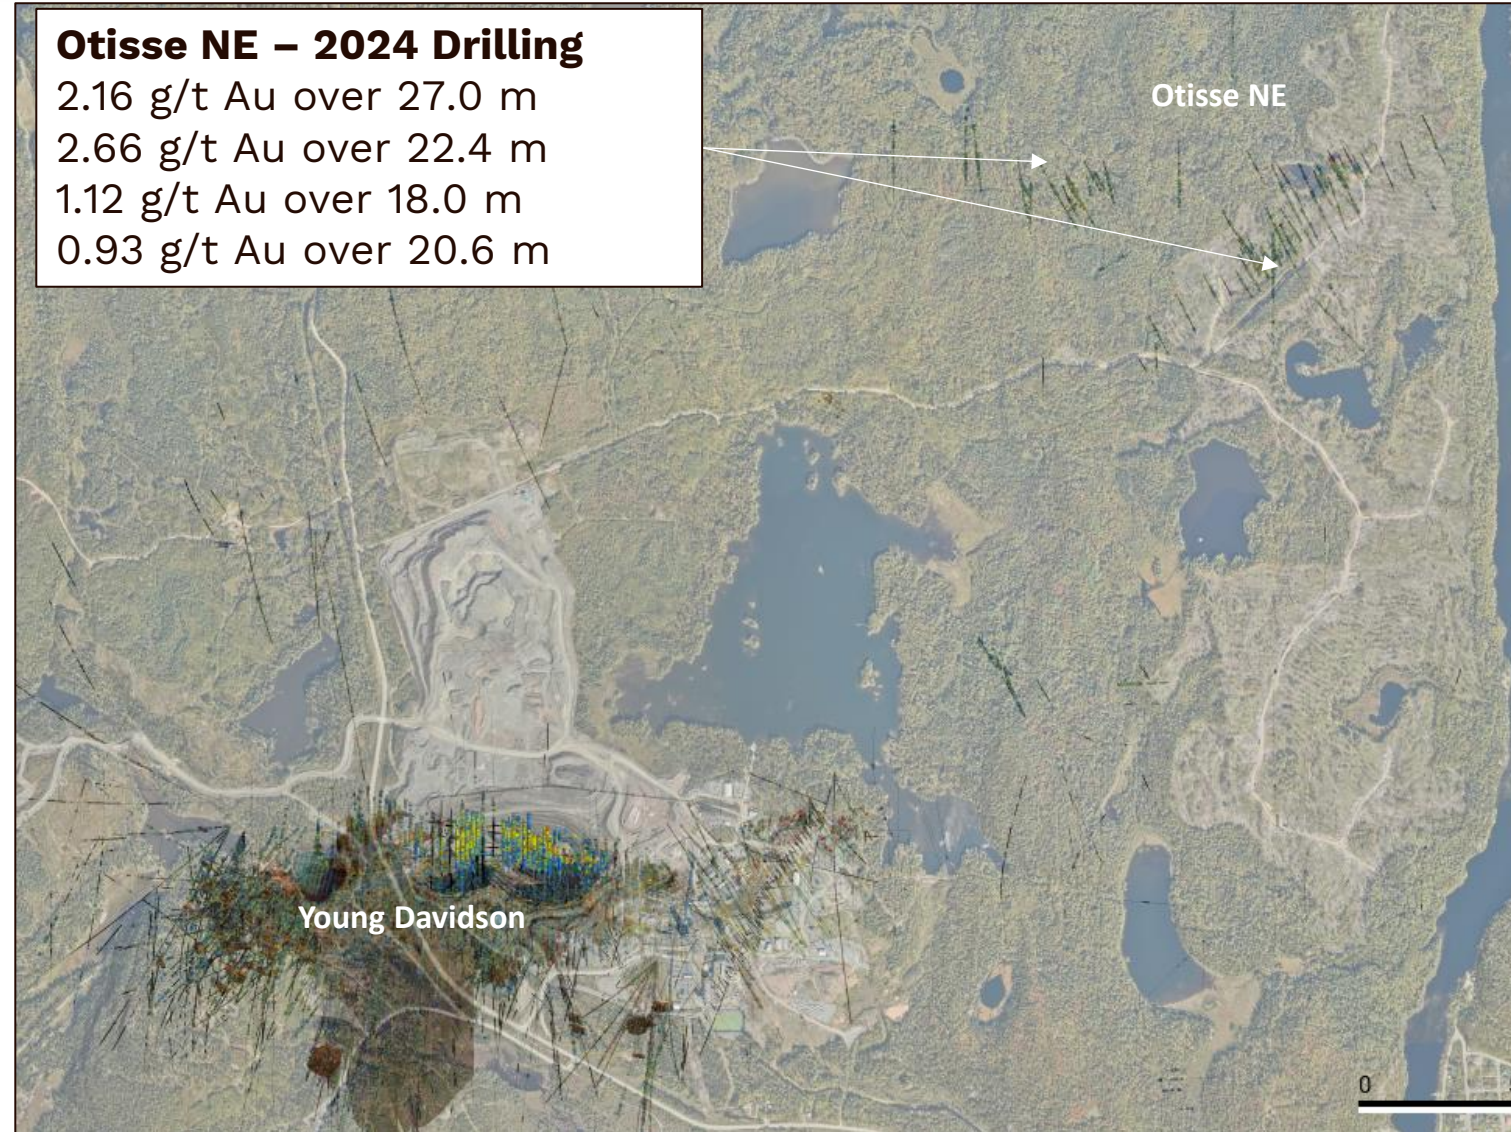 Otisse NE – 2024 Drilling
2.16 g/t Au over 27.0 m
2.66 g/t Au over 22.4 m
1.12 g/t Au over 18.0 m
0.93 g/t Au over 20.6 m
Otisse NE
Young Davidson
0